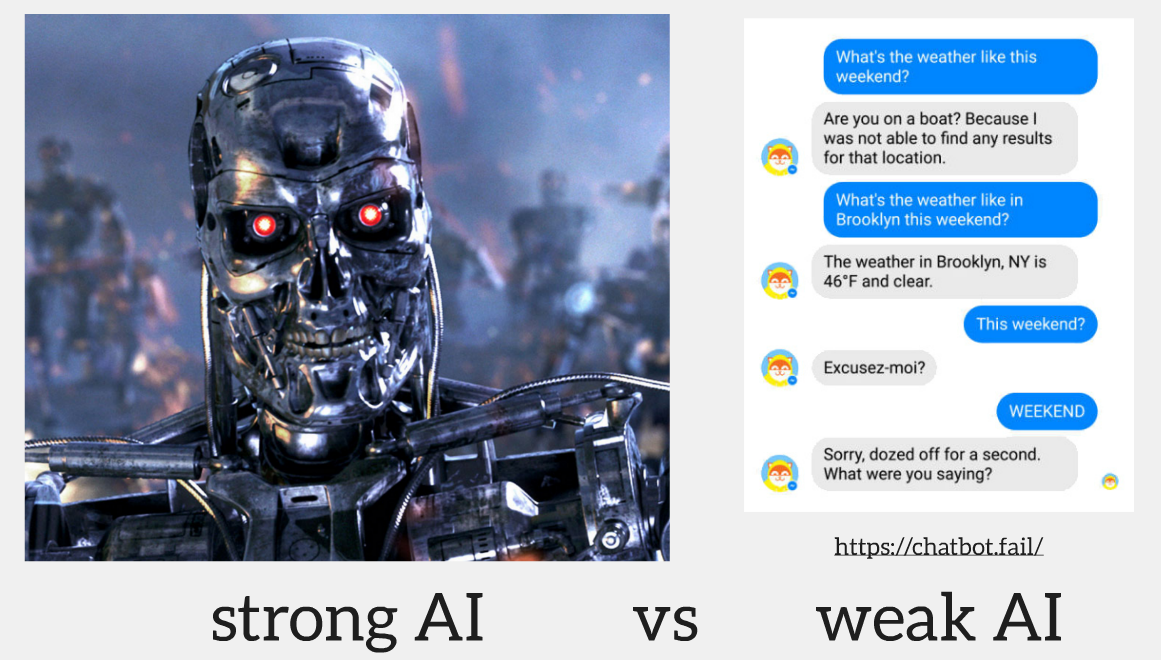 What's the weather like this
weekend?
Are you on a boat? Because I
was not able to find any results
for that location.
What's the weather like in
Brooklyn this weekend?
The weather in Brooklyn, NY is
46°F and clear.
This weekend?
Excusez-moi?
WEEKEND
Sorry, dozed off for a second.
What were you saying?
https://chatbot.fail/
strong AI vs weak AI